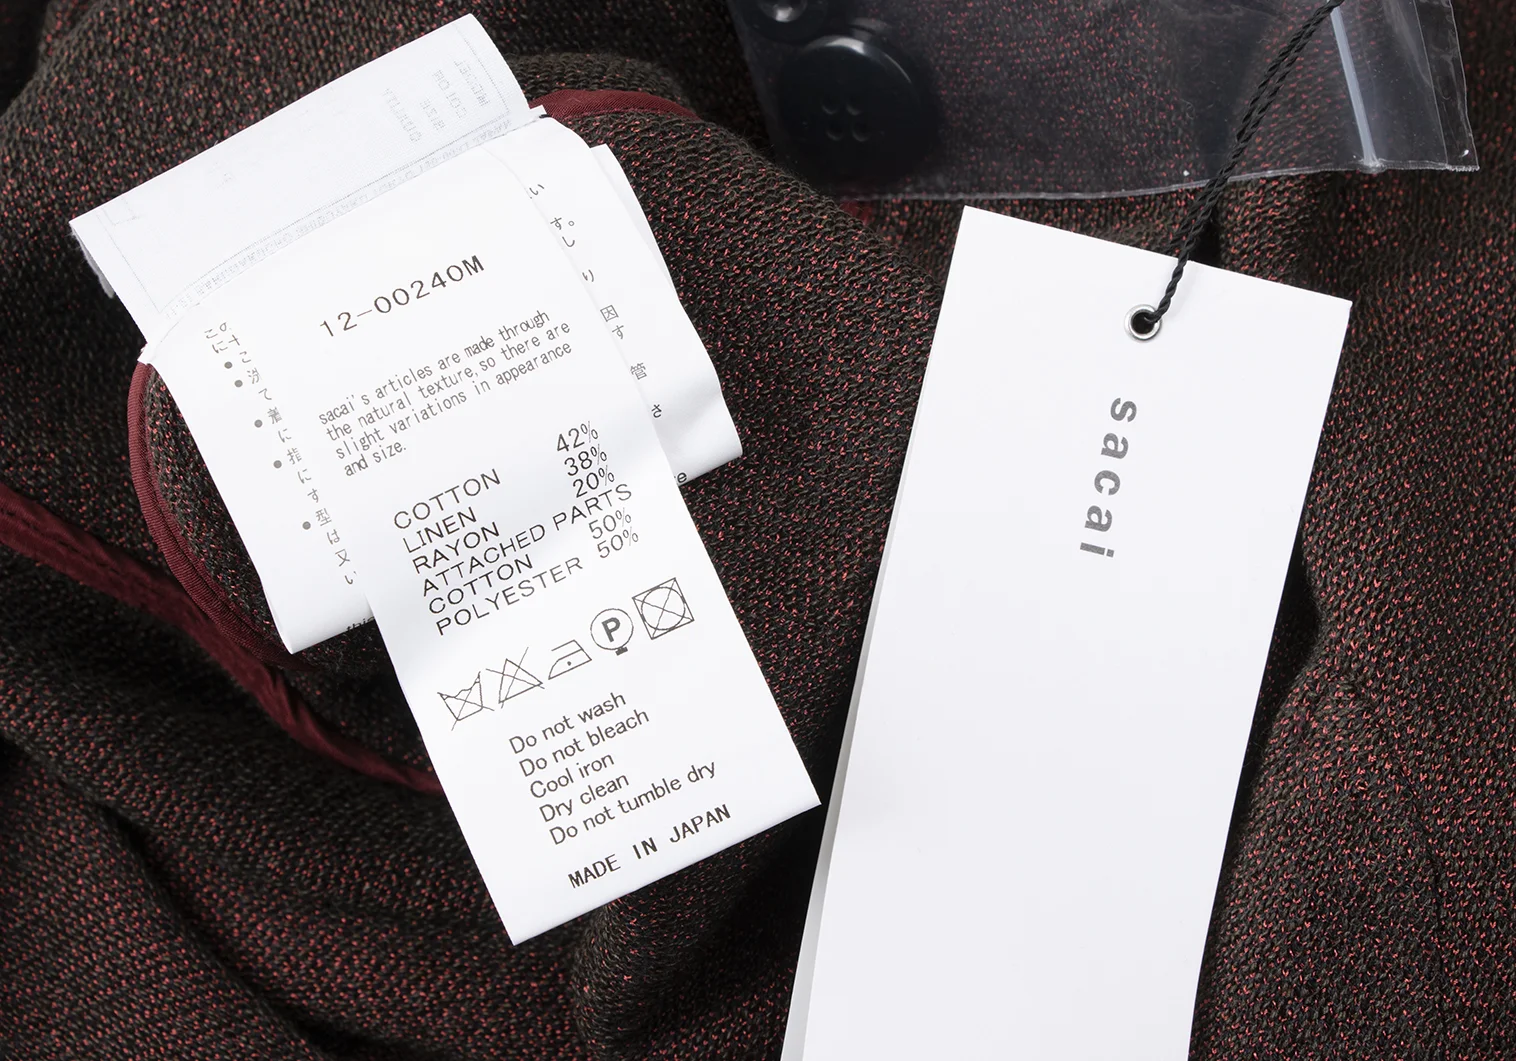 12-00240M
sacai's articles are made through
the natural texture,so there are
slight variations in appearance
and size.
COTTON 42%
LINEN 38%
RAYON 20%
ATTACHED PARTS
COTTON 50%
POLYESTER 50%
P
Do not wash
Do not bleach
Cool iron
Dry clean
Do not tumble dry
MADE IN JAPAN
sacai